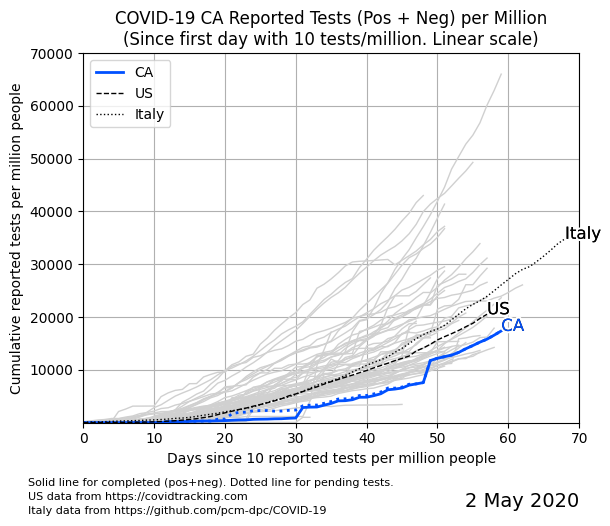 COVID-19 CA Reported Tests (Pos + Neg) per Million
(Since first day with 10 tests/million. Linear scale)
Cumulative reported tests per million people
70000
60000
50000
40000
30000
20000
10000
CA
US
Italy
Italy
US
CA
0 10 20 30 40 50 60 70
Days since 10 reported tests per million people
Solid line for completed (pos+neg). Dotted line for pending tests.
US data from https://covidtracking.com
Italy data from https://github.com/pcm-dpc/COVID-19
2 May 2020